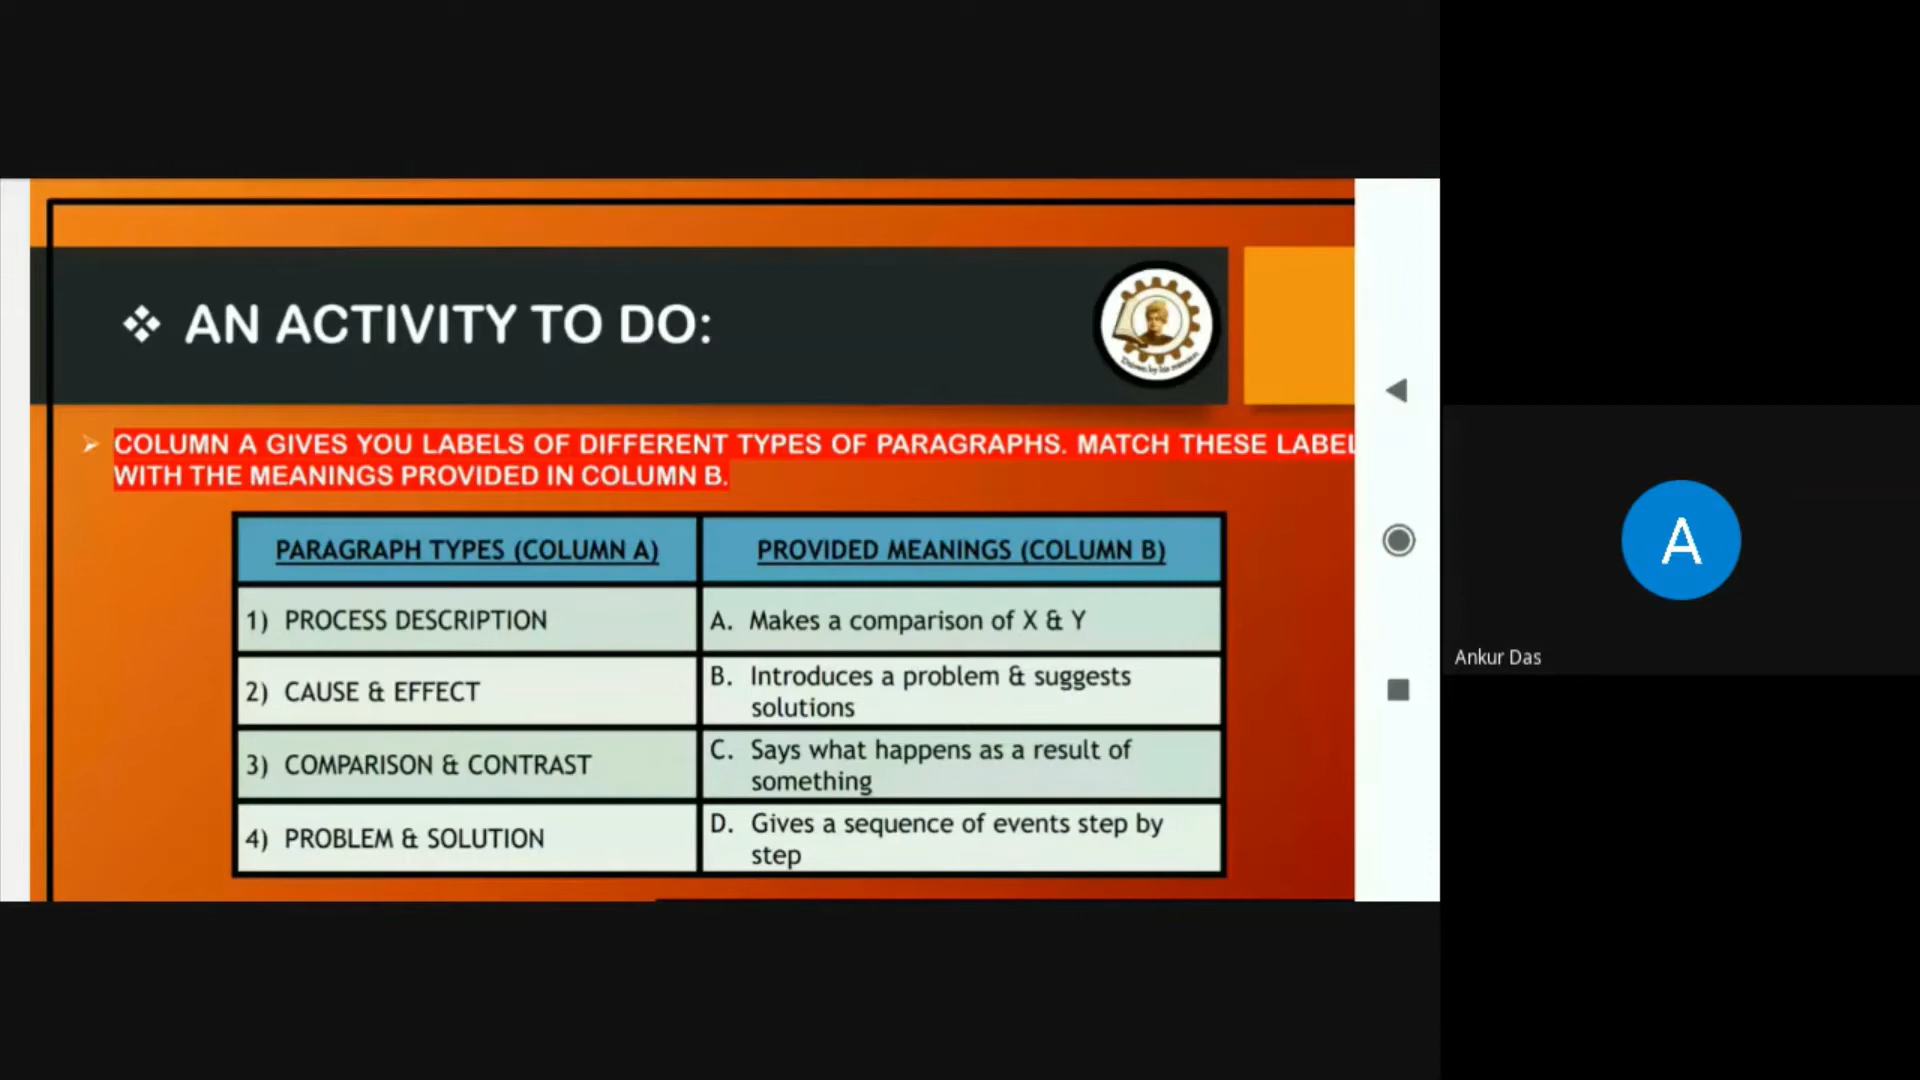 ❖ AN ACTIVITY TO DO:
➢ COLUMN A GIVES YOU LABELS OF DIFFERENT TYPES OF PARAGRAPHS. MATCH THESE LABEL
WITH THE MEANINGS PROVIDED IN COLUMN B.
PARAGRAPH TYPES (COLUMN A)
PROVIDED MEANINGS (COLUMN B)
1) PROCESS DESCRIPTION
A. Makes a comparison of X & Y
2) CAUSE & EFFECT
B. Introduces a problem & suggests
solutions
3) COMPARISON & CONTRAST
C. Says what happens as a result of
something
4) PROBLEM & SOLUTION
D. Gives a sequence of events step by
step
A
Ankur Das